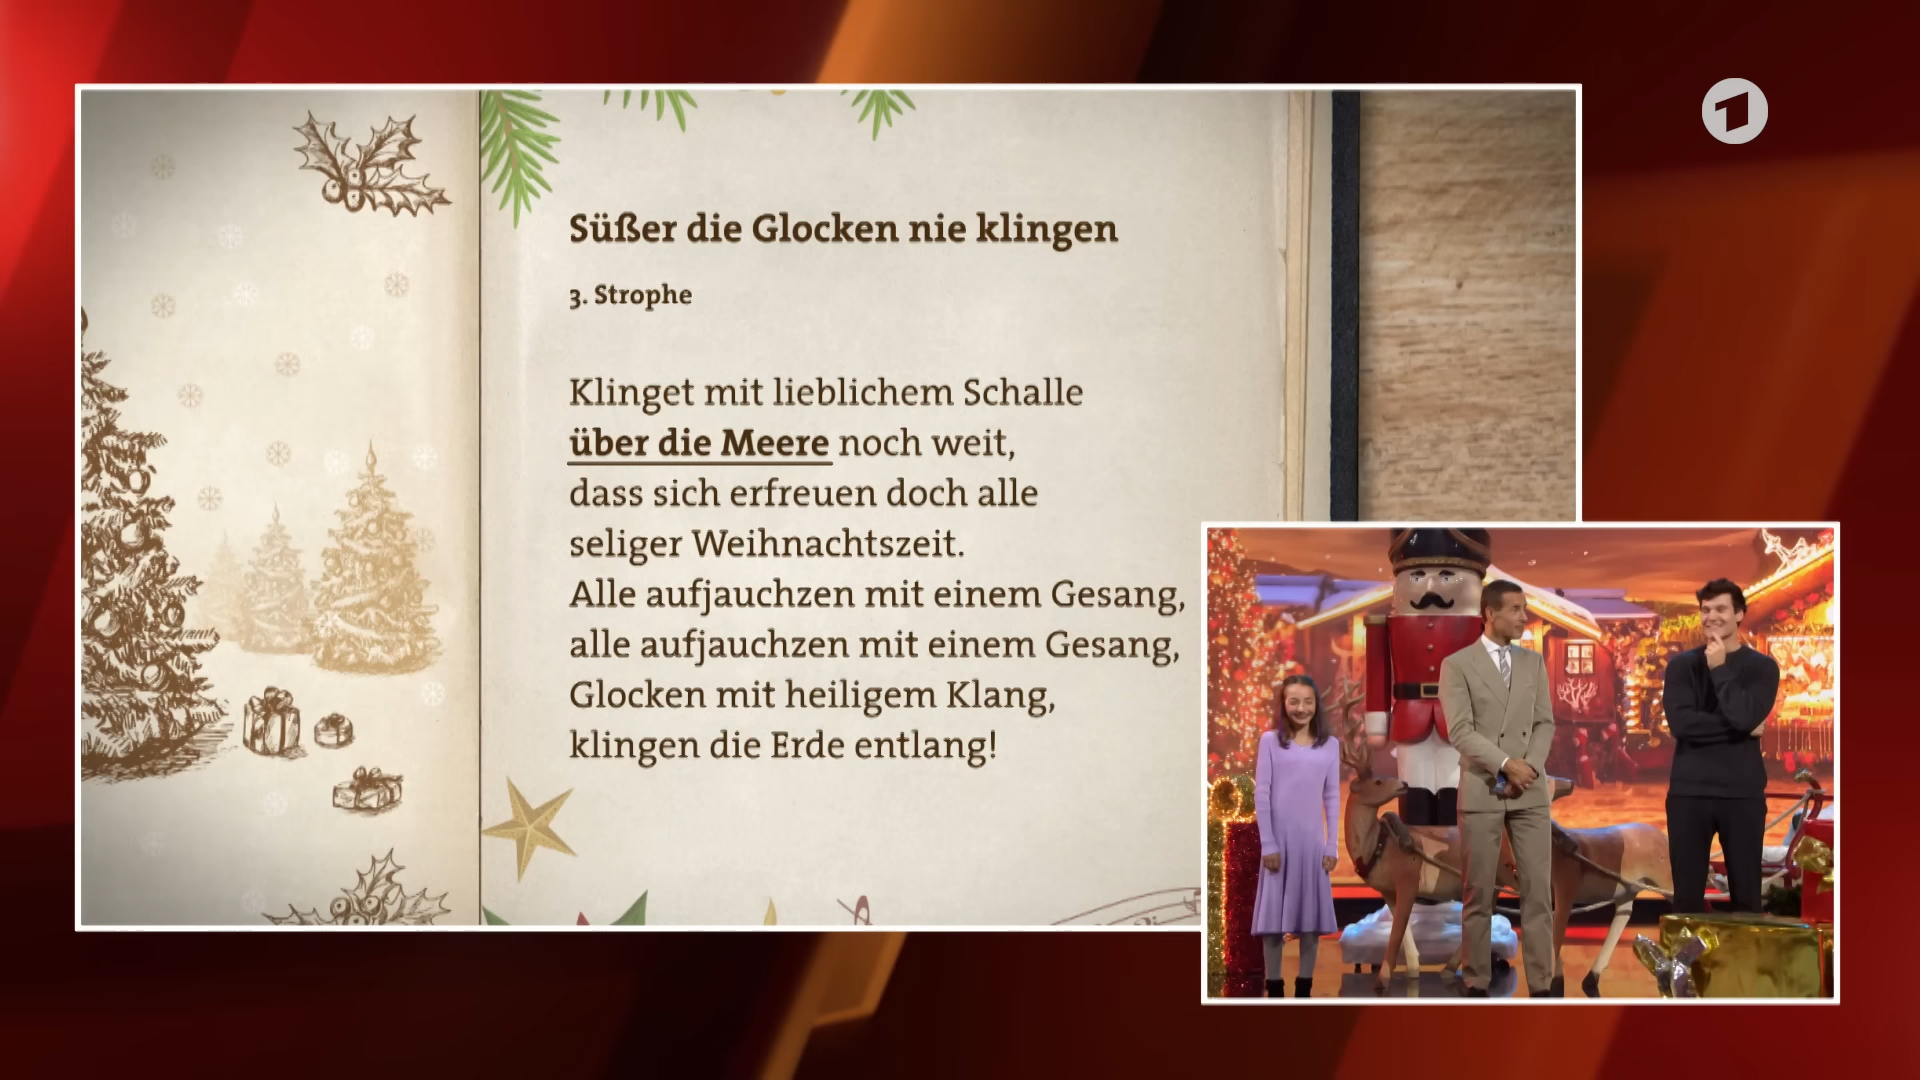 Süßer die Glocken nie klingen
3. Strophe
Klinget mit lieblichem Schalle
über die Meere noch weit,
dass sich erfreuen doch alle
seliger Weihnachtszeit.
Alle aufjauchzen mit einem Gesang,
alle aufjauchzen mit einem Gesang,
Glocken mit heiligem Klang,
klingen die Erde entlang!
1